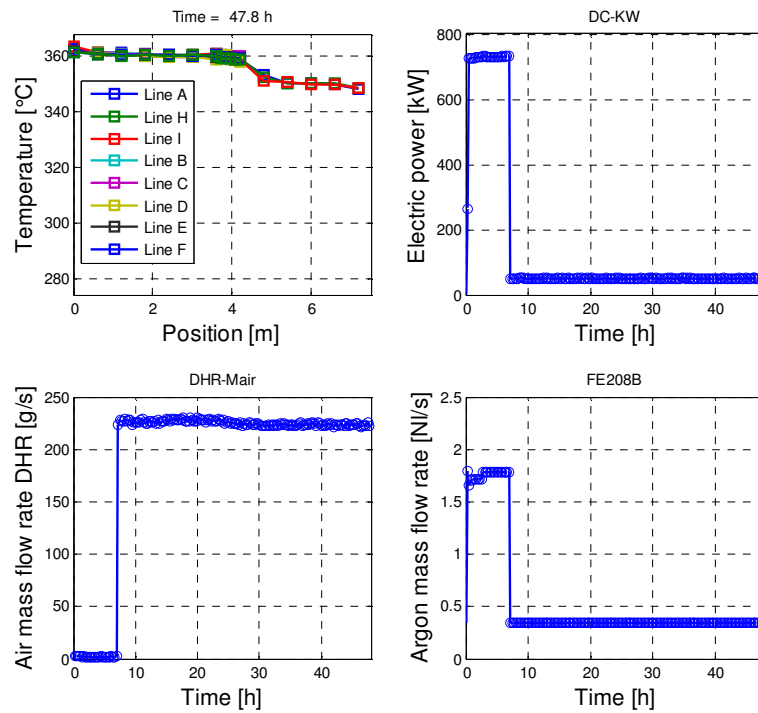 Time = 47.8 h
Temperature [°C]
360
340
320
300
280
Line A
Line H
Line I
Line B
Line C
Line D
Line E
Line F
0
2
4
6
Position [m]
DC-KW
Electric power [kW]
800
600
400
200
0
0
10
20
30
40
Time [h]
DHR-Mair
Air mass flow rate DHR [g/s]
250
200
150
100
50
0
0
20
40
Time [h]
FE208B
Argon mass flow rate [Nl/s]
2.5
2
1.5
1
0.5
0
0
10
20
30
40
Time [h]